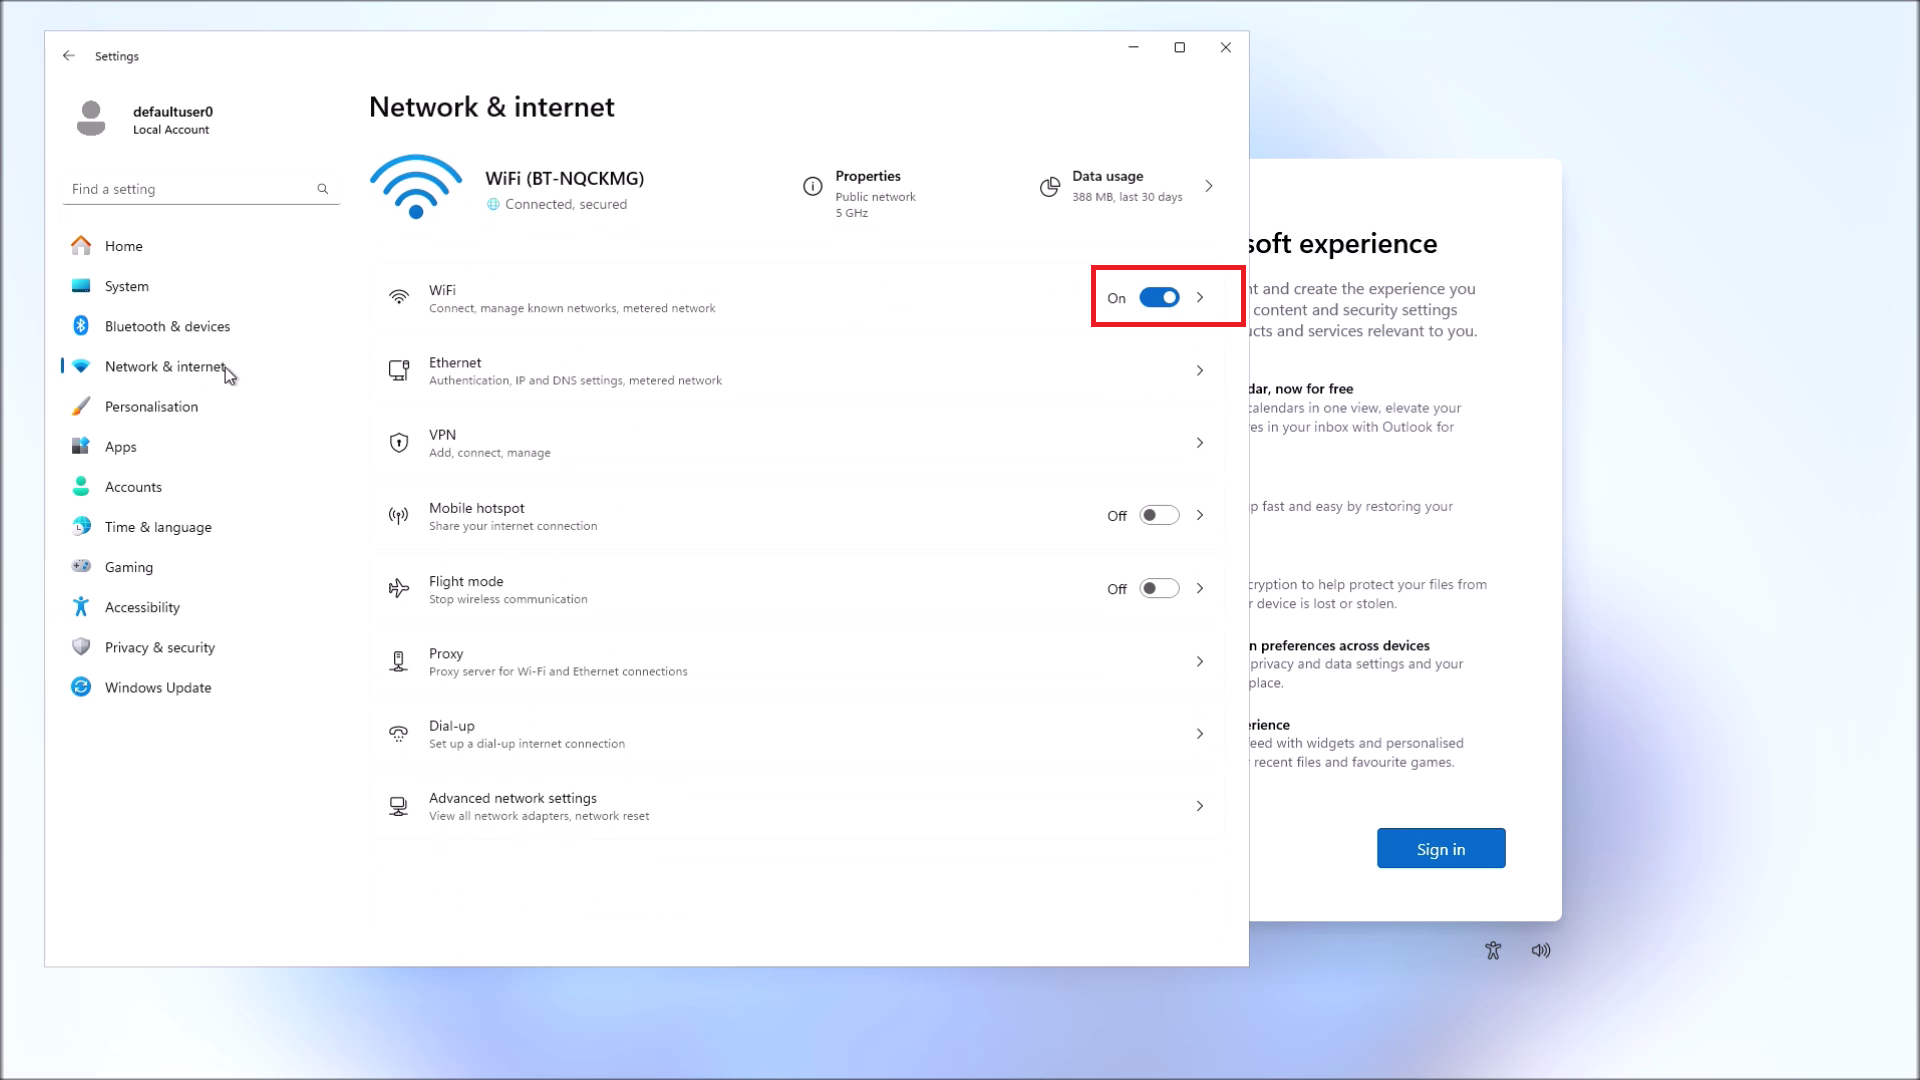 Settings
defaultuser0
Local Account
Find a setting
Home
System
Bluetooth & devices
Network & internet
Personalisation
Apps
Accounts
Time & language
Gaming
Accessibility
Privacy & security
Windows Update
Network & internet
WiFi (BT-NQCKMG)
Connected, secured
Properties
Public network
5 GHz
Data usage
388 MB, last 30 days
WiFi
Connect, manage known networks, metered network
On
Ethernet
Authentication, IP and DNS settings, metered network
VPN
Add, connect, manage
Mobile hotspot
Share your internet connection
Off
Flight mode
Stop wireless communication
Off
Proxy
Proxy server for Wi-Fi and Ethernet connections
Dial-up
Set up a dial-up internet connection
Advanced network settings
View all network adapters, network reset
soft experience
and create the experience you
content and security settings
and services relevant to you.
now for free
calendars in one view, elevate your
in your inbox with Outlook for
fast and easy by restoring your
to help protect your files from
device is lost or stolen.
preferences across devices
privacy and data settings and your
place.
feed with widgets and personalised
recent files and favourite games.
Sign in